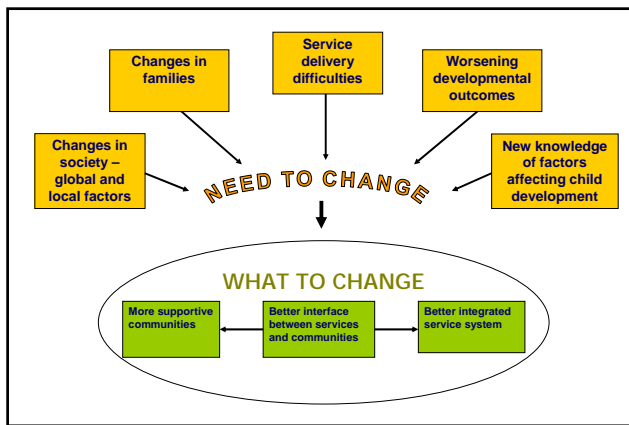 Service
delivery
difficulties
Changes in
families
Worsening
developmental
outcomes
Changes in
society –
global and
local factors
New knowledge
of factors
affecting child
development
NEED TO CHANGE
WHAT TO CHANGE
More supportive
communities
Better interface
between services
and communities
Better integrated
service system